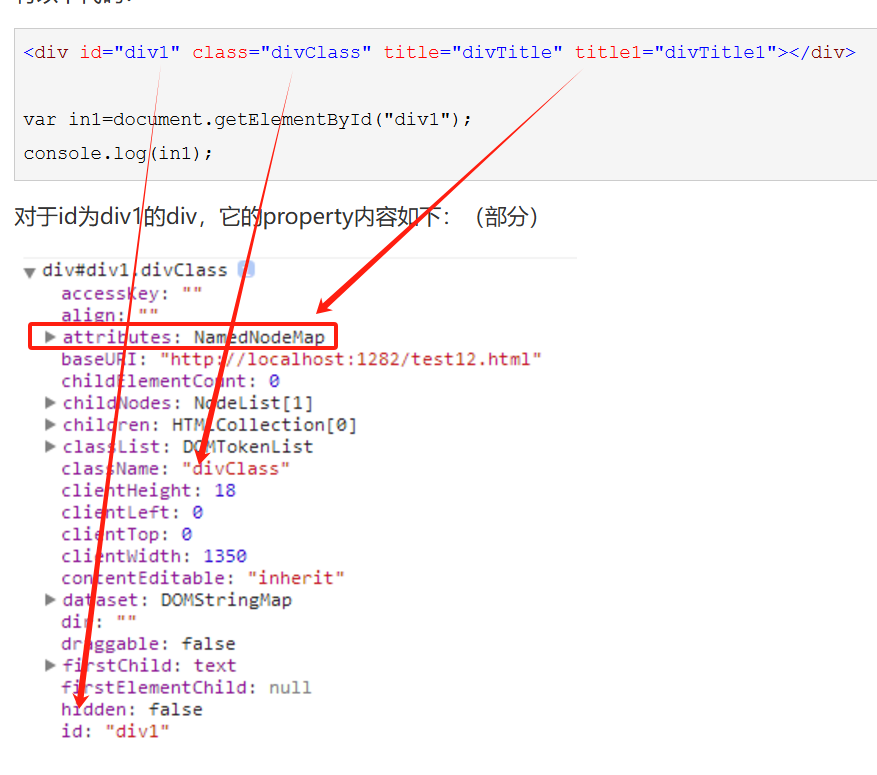 <div id="div1" class="divClass" title="divTitle" title1="divTitle1"></div>
var in1=document.getElementById("div1");
console.log(in1);
对于id为div1的div，它的property内容如下：（部分）
▼ div#div1.divClass
accessKey: ""
align: ""
▶ attributes: NamedNodeMap
baseURI: "http://localhost:1282/test12.html"
childElementCount: 0
▶ childNodes: NodeList[1]
▶ children: HTMLCollection[0]
▶ classList: DOMTokenList
className: "divClass"
clientHeight: 18
clientLeft: 0
clientTop: 0
clientWidth: 1350
contentEditable: "inherit"
▶ dataset: DOMStringMap
dir: ""
draggable: false
▶ firstChild: text
firstElementChild: null
hidden: false
id: "div1"